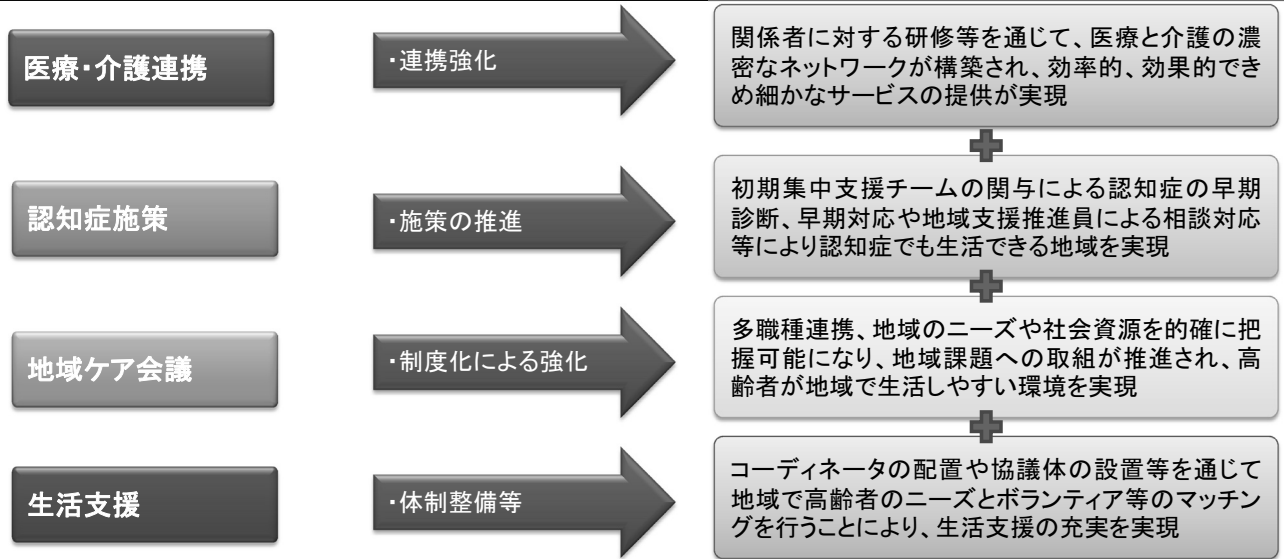 医療・介護連携
・連携強化
関係者に対する研修等を通じて、医療と介護の濃
密なネットワークが構築され、効率的、効果的でき
め細かなサービスの提供が実現
認知症施策
・施策の推進
初期集中支援チームの関与による認知症の早期
診断、早期対応や地域支援推進員による相談対応
等により認知症でも生活できる地域を実現
地域ケア会議
・制度化による強化
多職種連携、地域のニーズや社会資源を的確に把
握可能になり、地域課題への取組が推進され、高
齢者が地域で生活しやすい環境を実現
生活支援
・体制整備等
コーディネータの配置や協議体の設置等を通じて
地域で高齢者のニーズとボランティア等のマッチン
グを行うことにより、生活支援の充実を実現